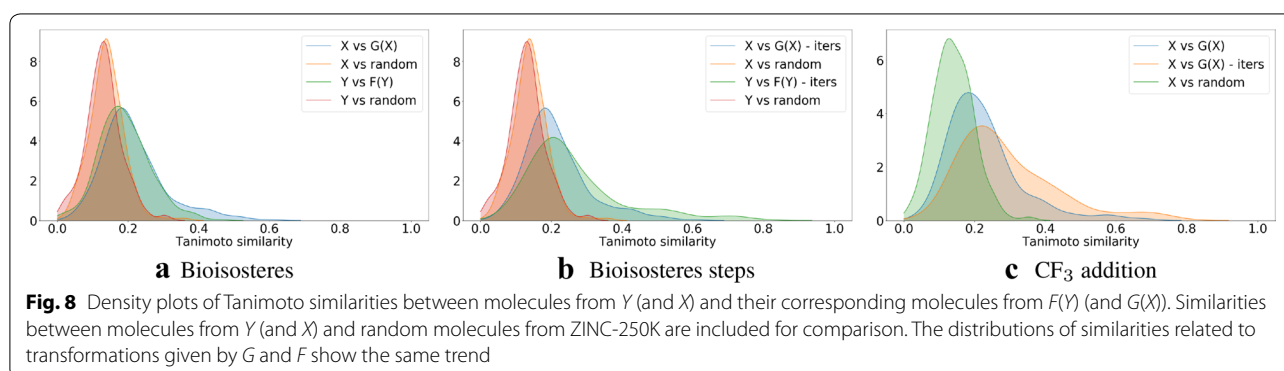 X vs G(X)
X vs random
Y vs F(Y)
Y vs random
8
6
4
2
0
0.0 0.2 0.4 0.6 0.8 1.0
Tanimoto similarity
a Bioisosteres
X vs G(X) - iters
X vs random
Y vs F(Y) - iters
Y vs random
8
6
4
2
0
0.0 0.2 0.4 0.6 0.8 1.0
Tanimoto similarity
b Bioisosteres steps
X vs G(X)
X vs G(X) - iters
X vs random
6
4
2
0
0.0 0.2 0.4 0.6 0.8 1.0
Tanimoto similarity
c CF₃ addition
Fig. 8 Density plots of Tanimoto similarities between molecules from Y (and X) and their corresponding molecules from F(Y) (and G(X)). Similarities
between molecules from Y (and X) and random molecules from ZINC-250K are included for comparison. The distributions of similarities related to
transformations given by G and F show the same trend